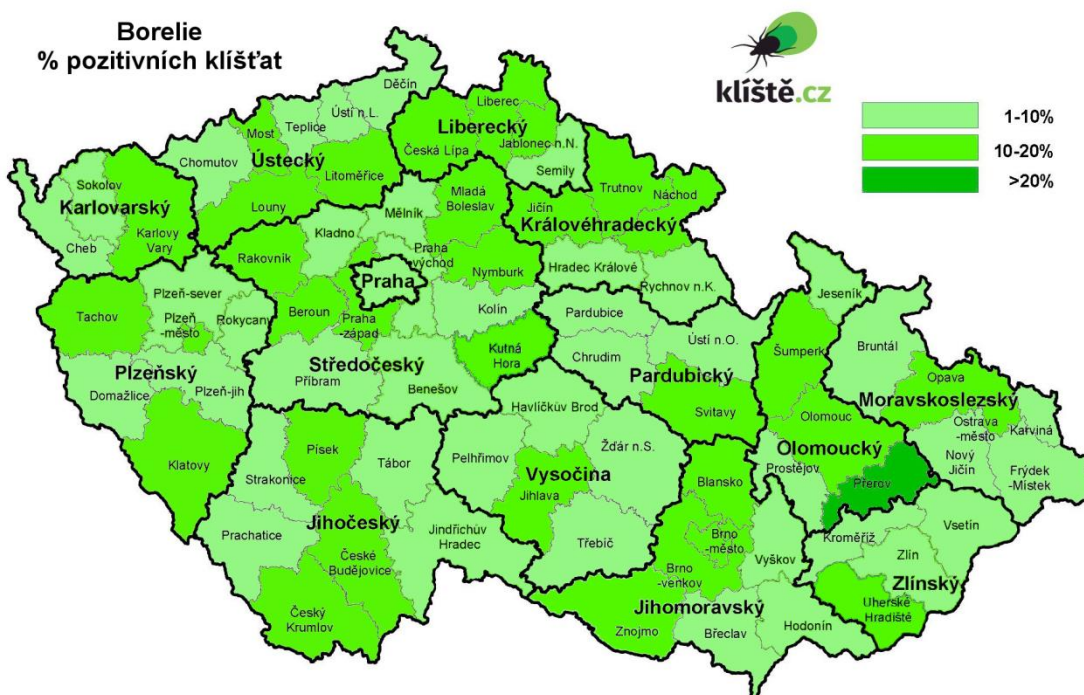 Borelie
% pozitivních klíšťat
klíště.cz
1-10%
10-20%
>20%
Děčín
Ústí n.L.
Teplice
Most
Chomutov
Ústecký
Litoměřice
Louny
Liberec
Liberecký
Česká Lípa
Jablonec n.N.
Semily
Sokolov
Karlovarský
Karlovy
Vary
Cheb
Trutnov
Náchod
Jičín
Královéhradecký
Hradec Králové
Rychnov n.K.
Mladá
Boleslav
Mělník
Kladno
Rakovník
Praha
-východ
Nymburk
Praha
Kolín
Beroun
Praha
-západ
Kutná
Hora
Středočeský
Příbram
Benešov
Plzeň-sever
Tachov
Plzeň
-město
Rokycany
Plzeňský
Domažlice
Plzeň-jih
Klatovy
Pardubice
Ústí n.O.
Chrudim
Pardubický
Svitavy
Jeseník
Šumperk
Olomouc
Olomoucký
Prostějov
Přerov
Bruntál
Opava
Moravskoslezský
Ostrava
-město
Karviná
Nový
Jičín
Frýdek
-Místek
Havlíčkův Brod
Pelhřimov
Žďár n.S.
Vysočina
Jihlava
Třebíč
Písek
Tábor
Strakonice
Jihočeský
Prachatice
Jindřichův
Hradec
České
Budějovice
Český
Krumlov
Blansko
Brno
-město
Vyškov
Brno
-venkov
Jihomoravský
Znojmo
Břeclav
Hodonín
Kroměříž
Vsetín
Zlín
Zlínský
Uherské
Hradiště